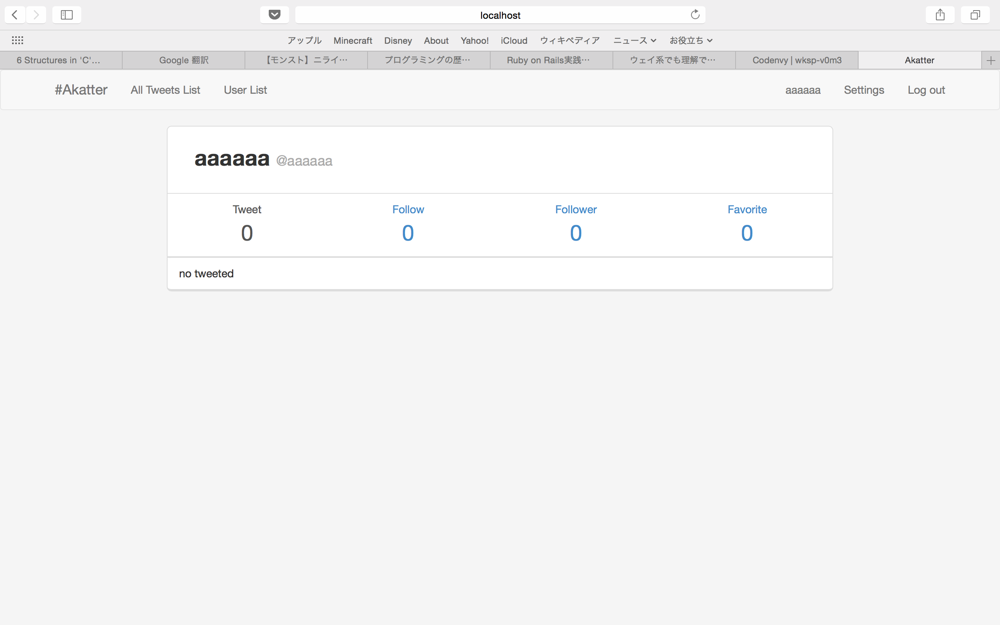 localhost
アップル Minecraft Disney About Yahoo! iCloud ウィキペディア ニュース お役立ち
6 Structures in 'C'... Google 翻訳 【モンスト】ニライ… プログラミングの歴… Ruby on Rails実践… ウェイ系でも理解で… Codenvy | wksp-v0m3 Akatter
#Akatter All Tweets List User List aaaaaa Settings Log out
aaaaaa @aaaaaa
Tweet Follow Follower Favorite
0 0 0 0
no tweeted